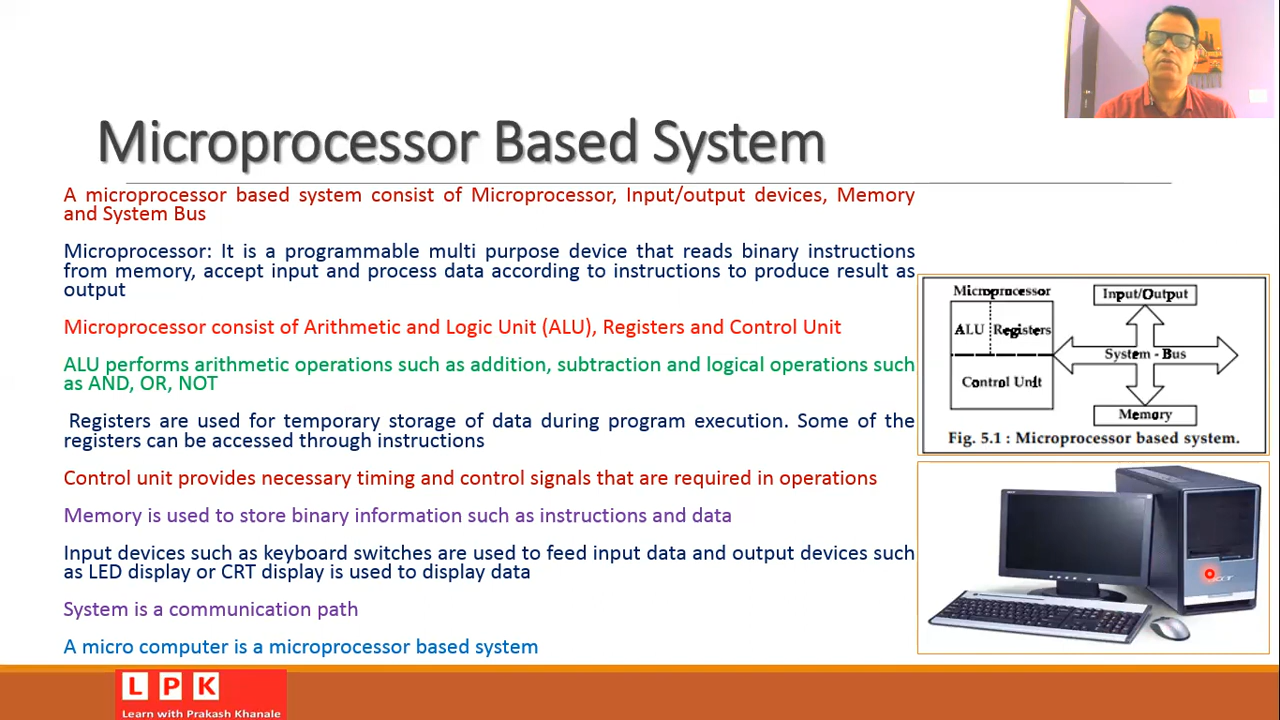 Microprocessor Based System
A microprocessor based system consist of Microprocessor, Input/output devices, Memory
and System Bus
Microprocessor: It is a programmable multi purpose device that reads binary instructions
from memory, accept input and process data according to instructions to produce result as
output
Microprocessor consist of Arithmetic and Logic Unit (ALU), Registers and Control Unit
ALU performs arithmetic operations such as addition, subtraction and logical operations such
as AND, OR, NOT
Registers are used for temporary storage of data during program execution. Some of the
registers can be accessed through instructions
Control unit provides necessary timing and control signals that are required in operations
Memory is used to store binary information such as instructions and data
Input devices such as keyboard switches are used to feed input data and output devices such
as LED display or CRT display is used to display data
System is a communication path
A micro computer is a microprocessor based system
Microprocessor
Input/Output
ALU
Registers
System - Bus
Control Unit
Memory
Fig. 5.1 : Microprocessor based system.
acer
L P K
Learn with Prakash Khanale